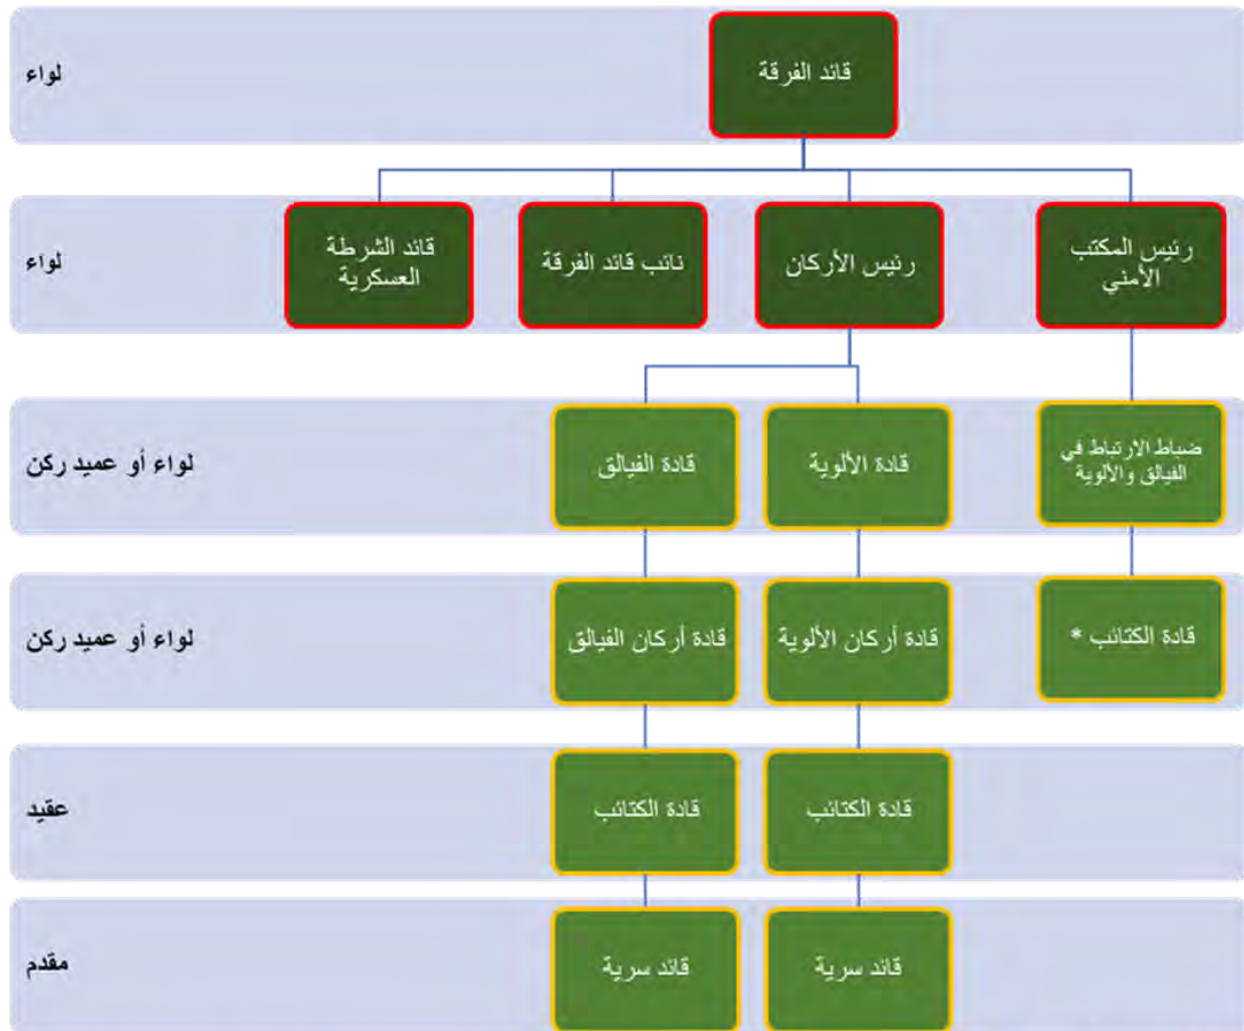 قائد الفرقة
لواء
رئيس المكتب
الأمني
رئيس الأركان
نائب قائد الفرقة
قائد الشرطة
العسكرية
لواء
ضباط الارتباط في
الفيالق والألوية
قادة الألوية
قادة الفيالق
لواء أو عميد ركن
قادة الكتائب *
قادة أركان الألوية
قادة أركان الفيالق
لواء أو عميد ركن
قادة الكتائب
قادة الكتائب
عقيد
قائد سرية
قائد سرية
مقدم